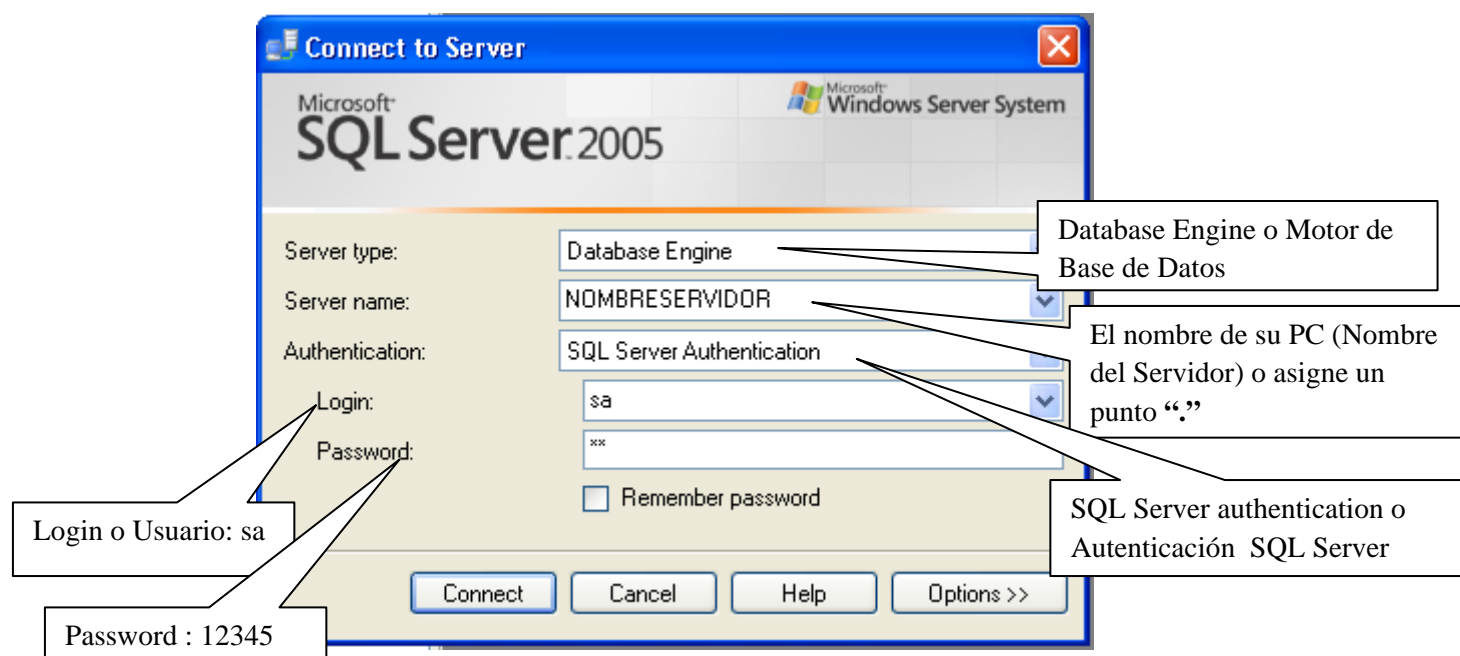 Connect to Server
Microsoft
SQL Server 2005
Microsoft
Windows Server System
Server type:
Database Engine
Database Engine o Motor de
Base de Datos
Server name:
NOMBRESERVIDOR
El nombre de su PC (Nombre
del Servidor) o asigne un
punto “.”
Authentication:
SQL Server Authentication
SQL Server authentication o
Autenticación SQL Server
Login:
sa
Login o Usuario: sa
Password:
**
Password : 12345
Remember password
Connect
Cancel
Help
Options >>